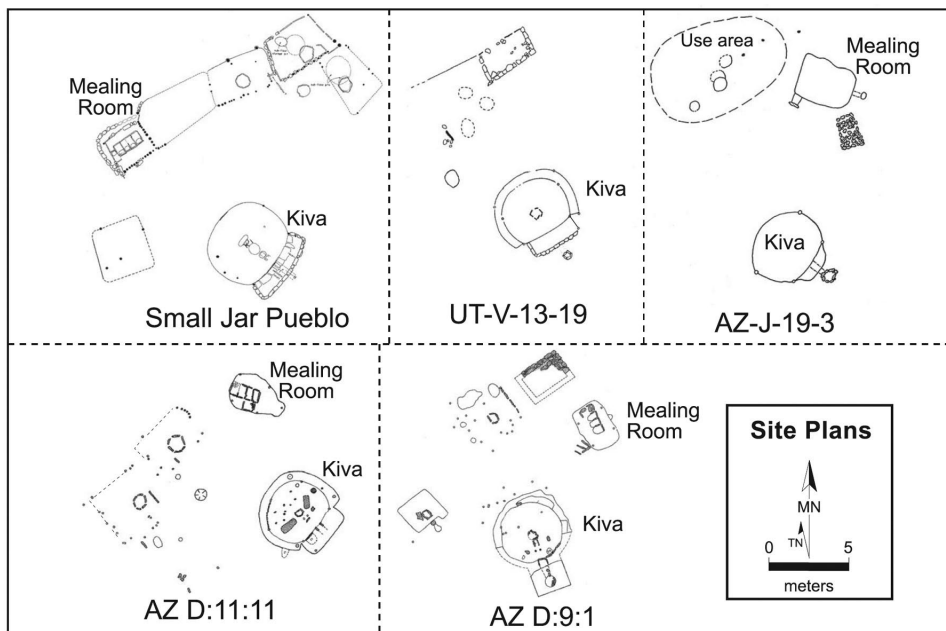 Mealing
Room
Kiva
Small Jar Pueblo
Kiva
UT-V-13-19
Use area
Mealing
Room
Kiva
AZ-J-19-3
Mealing
Room
Kiva
AZ D:11:11
Mealing
Room
Kiva
AZ D:9:1
Site Plans
MN
TN
0 5
meters